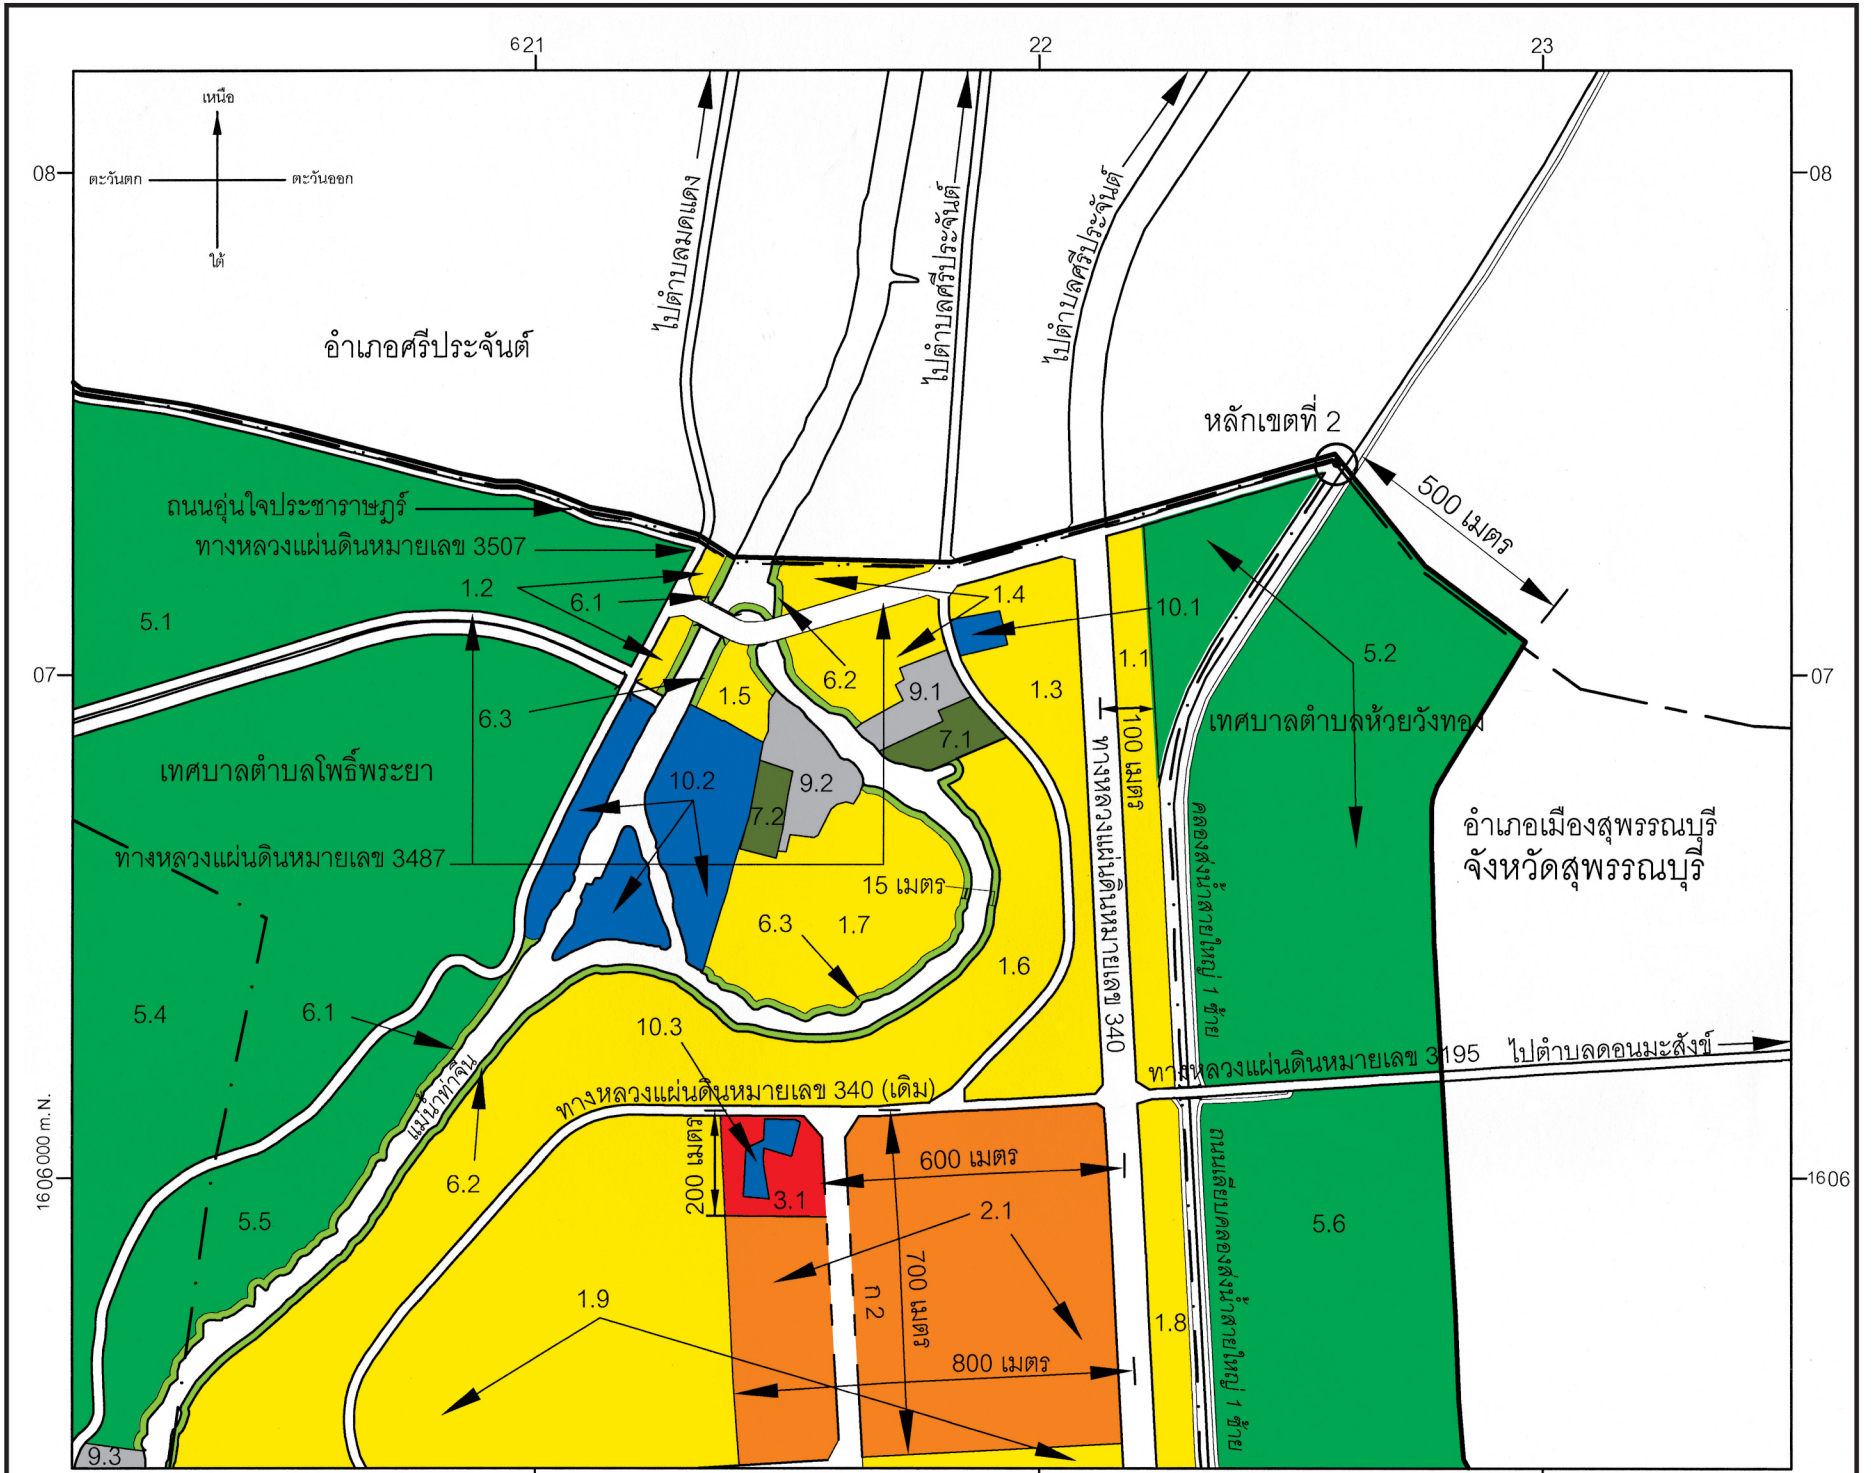 621
22
23
เหนือ
08
08
ตะวันตก
ตะวันออก
ใต้
ไปตำบลมดแดง
ไปตำบลศรีประจันต์
ไปตำบลศรีประจันต์
อำเภอศรีประจันต์
หลักเขตที่ 2
500 เมตร
ถนนอุ่นใจประชาราษฎร์
ทางหลวงแผ่นดินหมายเลข 3507
1.2
6.1
1.4
10.1
5.1
1.1
5.2
07
07
6.2
9.1
1.3
1.5
6.3
100 เมตร
เทศบาลตำบลห้วยวังทอง
7.1
เทศบาลตำบลโพธิ์พระยา
10.2
9.2
7.2
ทางหลวงแผ่นดินหมายเลข 340
คลองส่งน้ำสายใหญ่ 1 ซ้าย
อำเภอเมืองสุพรรณบุรี
จังหวัดสุพรรณบุรี
ทางหลวงแผ่นดินหมายเลข 3487
15 เมตร
6.3
1.7
1.6
5.4
6.1
10.3
แม่น้ำท่าจีน
ทางหลวงแผ่นดินหมายเลข 3195
ไปตำบลดอนมะสังข์
ทางหลวงแผ่นดินหมายเลข 340 (เดิม)
1606000 m.N.
1606
6.2
200 เมตร
600 เมตร
3.1
5.5
2.1
5.6
700 เมตร
ก 2
1.9
1.8
ถนนเลียบคลองส่งน้ำสายใหญ่ 1 ซ้าย
800 เมตร
9.3